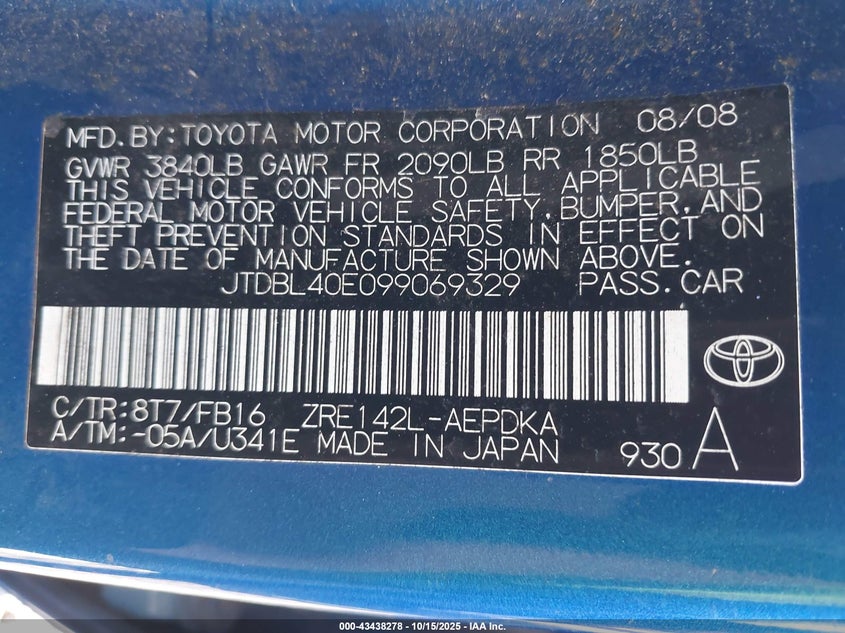 MFD.BY:TOYOTA MOTOR CORPORATION 08/08
GVWR 3840LB GAWR FR 2090LB RR 1850LB
THIS VEHICLE CONFORMS TO ALL APPLICABLE
FEDERAL MOTOR VEHICLE SAFETY,BUMPER,AND
THEFT PREVENTION STANDARDS IN EFFECT ON
THE DATE OF MANUFACTURE SHOWN ABOVE.
JTDBL40E099069329 PASS.CAR
C/TR:8T7/FB16 ZRE142L-AEPDKA
A/TM:-05A/U341E MADE IN JAPAN 930 A
000-43438278 - 10/15/2025 - IAA Inc.